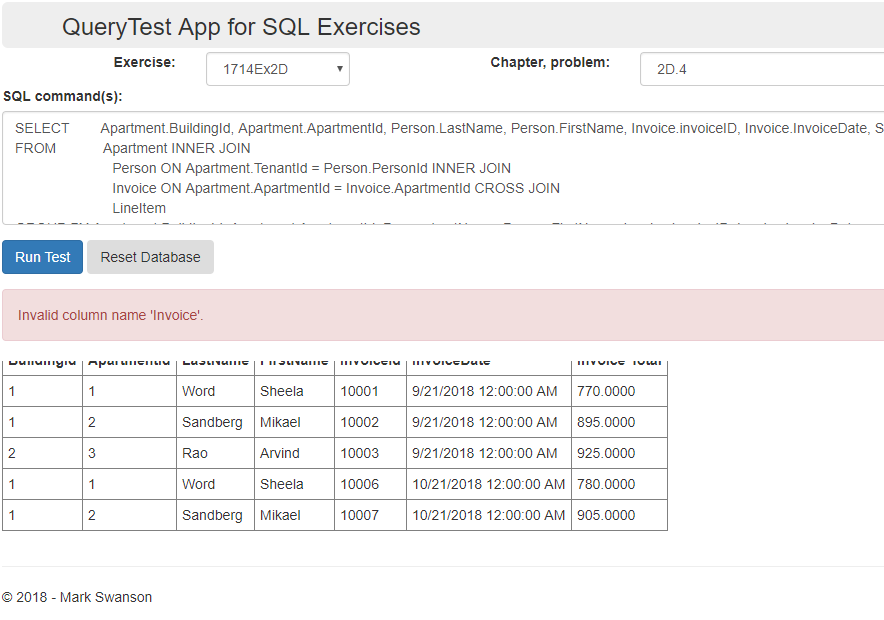 QueryTest App for SQL Exercises
Exercise: 1714Ex2D Chapter, problem: 2D.4
SQL command(s):
SELECT Apartment.BuildingId, Apartment.ApartmentId, Person.LastName, Person.FirstName, Invoice.invoiceID, Invoice.InvoiceDate, S
FROM Apartment INNER JOIN
Person ON Apartment.TenantId = Person.PersonId INNER JOIN
Invoice ON Apartment.ApartmentId = Invoice.ApartmentId CROSS JOIN
LineItem
Run Test Reset Database
Invalid column name 'Invoice'.
BuildingId ApartmentId LastName FirstName InvoiceId InvoiceDate Invoice Total
1 1 Word Sheela 10001 9/21/2018 12:00:00 AM 770.0000
1 2 Sandberg Mikael 10002 9/21/2018 12:00:00 AM 895.0000
2 3 Rao Arvind 10003 9/21/2018 12:00:00 AM 925.0000
1 1 Word Sheela 10006 10/21/2018 12:00:00 AM 780.0000
1 2 Sandberg Mikael 10007 10/21/2018 12:00:00 AM 905.0000
© 2018 - Mark Swanson